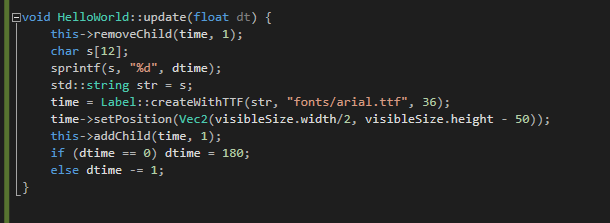 void HelloWorld::update(float dt) {
    this->removeChild(time, 1);
    char s[12];
    sprintf(s, "%d", dtime);
    std::string str = s;
    time = Label::createWithTTF(str, "fonts/arial.ttf", 36);
    time->setPosition(Vec2(visibleSize.width/2, visibleSize.height - 50));
    this->addChild(time, 1);
    if (dtime == 0) dtime = 180;
    else dtime -= 1;
}